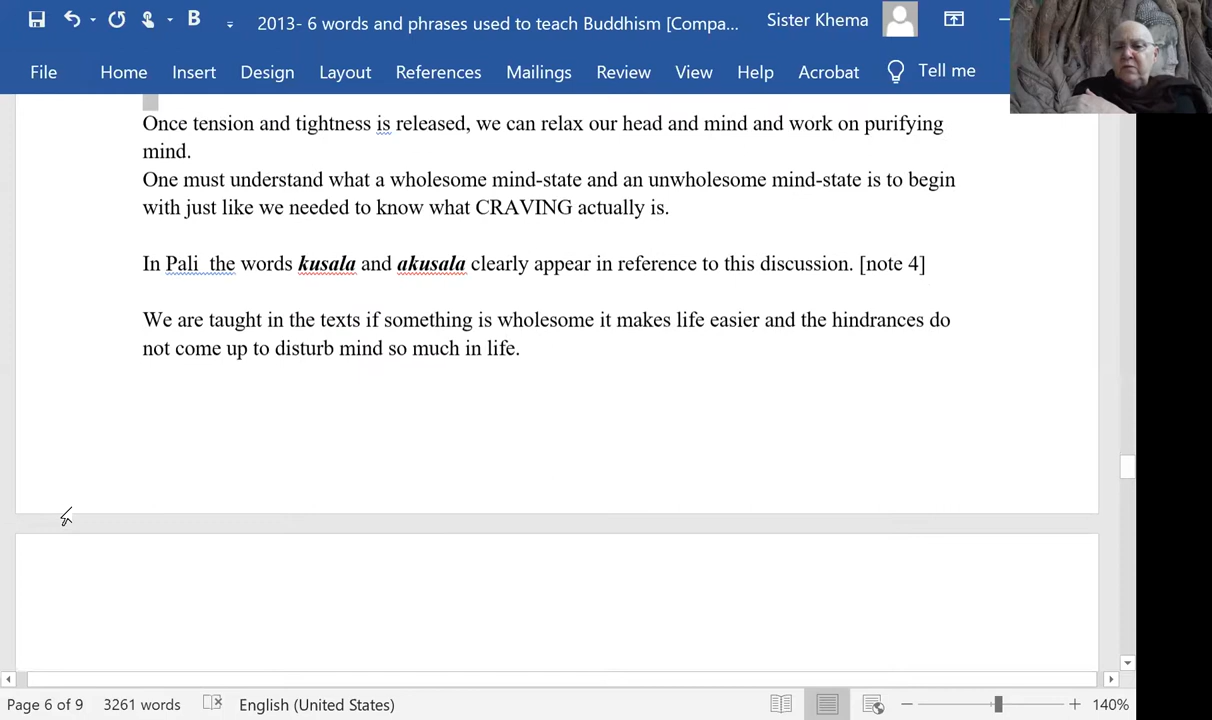 B
2013- 6 words and phrases used to teach Buddhism [Compa...
Sister Khema
File Home Insert Design Layout References Mailings Review View Help Acrobat Tell me
Once tension and tightness is released, we can relax our head and mind and work on purifying
mind.
One must understand what a wholesome mind-state and an unwholesome mind-state is to begin
with just like we needed to know what CRAVING actually is.
In Pali  the words kusala and akusala clearly appear in reference to this discussion. [note 4]
We are taught in the texts if something is wholesome it makes life easier and the hindrances do
not come up to disturb mind so much in life.
Page 6 of 9 3261 words English (United States) 140%